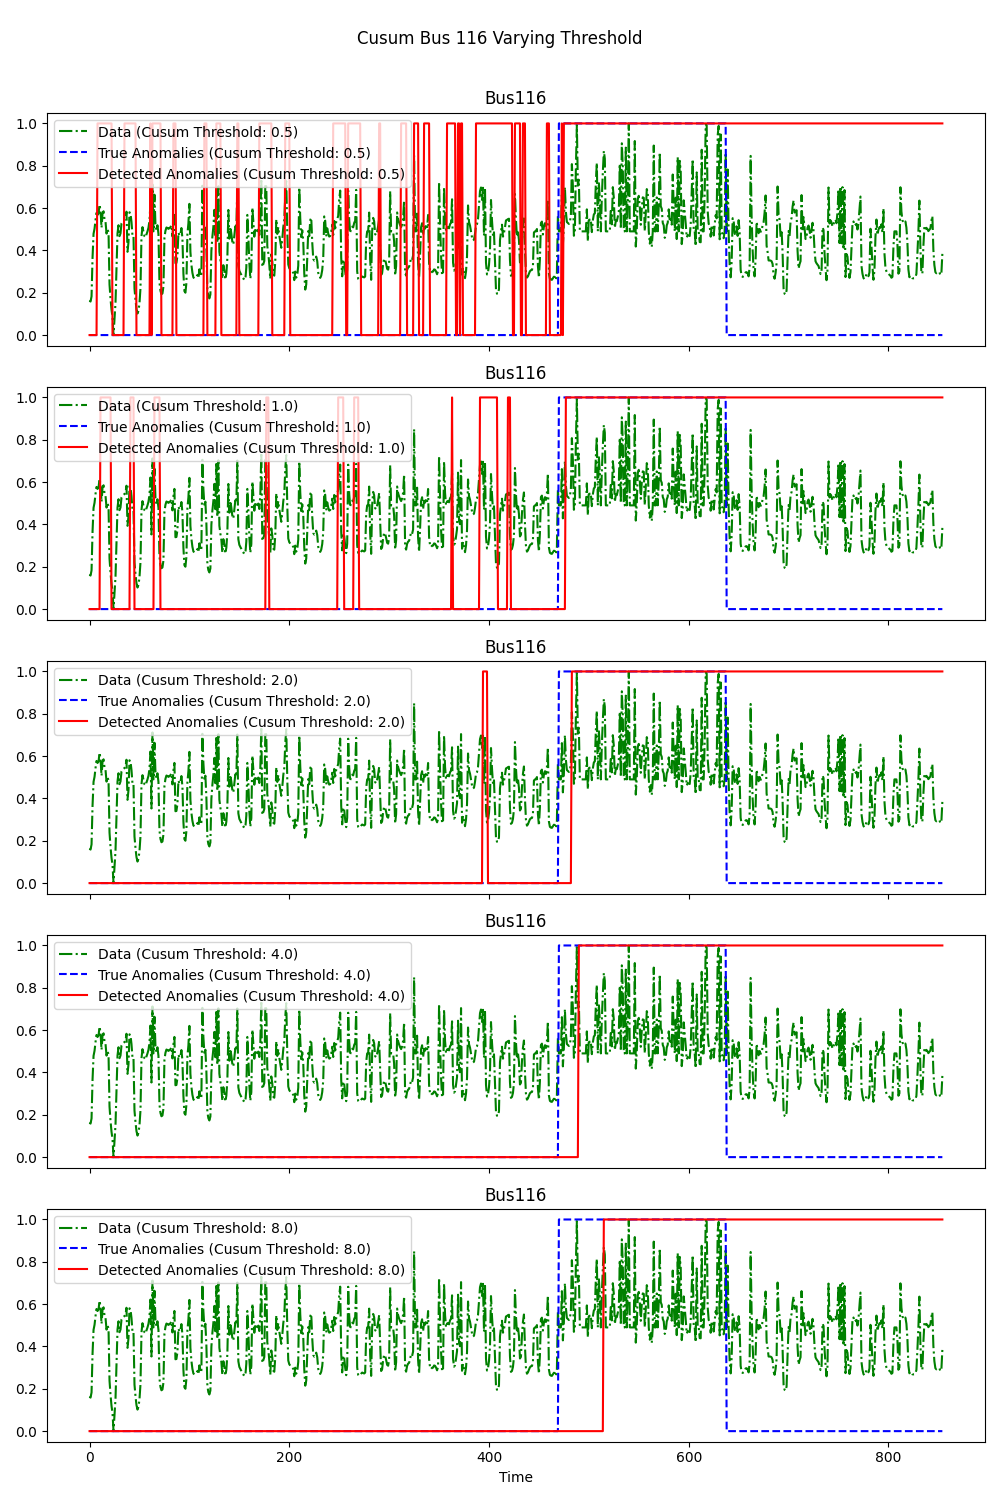 Cusum Bus 116 Varying Threshold
Bus116
1.0
0.8
0.6
0.4
0.2
0.0
Data (Cusum Threshold: 0.5)
True Anomalies (Cusum Threshold: 0.5)
Detected Anomalies (Cusum Threshold: 0.5)
Bus116
1.0
0.8
0.6
0.4
0.2
0.0
Data (Cusum Threshold: 1.0)
True Anomalies (Cusum Threshold: 1.0)
Detected Anomalies (Cusum Threshold: 1.0)
Bus116
1.0
0.8
0.6
0.4
0.2
0.0
Data (Cusum Threshold: 2.0)
True Anomalies (Cusum Threshold: 2.0)
Detected Anomalies (Cusum Threshold: 2.0)
Bus116
1.0
0.8
0.6
0.4
0.2
0.0
Data (Cusum Threshold: 4.0)
True Anomalies (Cusum Threshold: 4.0)
Detected Anomalies (Cusum Threshold: 4.0)
Bus116
1.0
0.8
0.6
0.4
0.2
0.0
Data (Cusum Threshold: 8.0)
True Anomalies (Cusum Threshold: 8.0)
Detected Anomalies (Cusum Threshold: 8.0)
0 200 400 600 800
Time